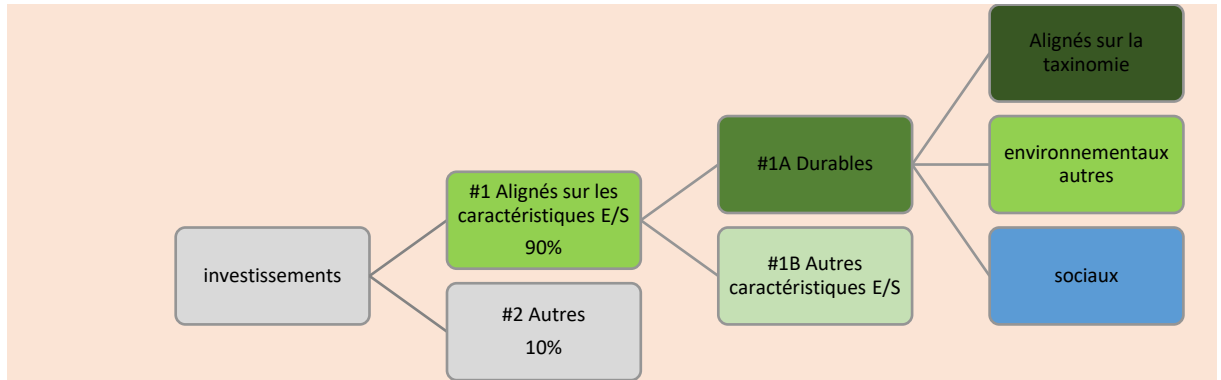 investissements
#1 Alignés sur les
caractéristiques E/S
90%
#2 Autres
10%
#1A Durables
#1B Autres
caractéristiques E/S
Alignés sur la
taxinomie
environnementaux
autres
sociaux